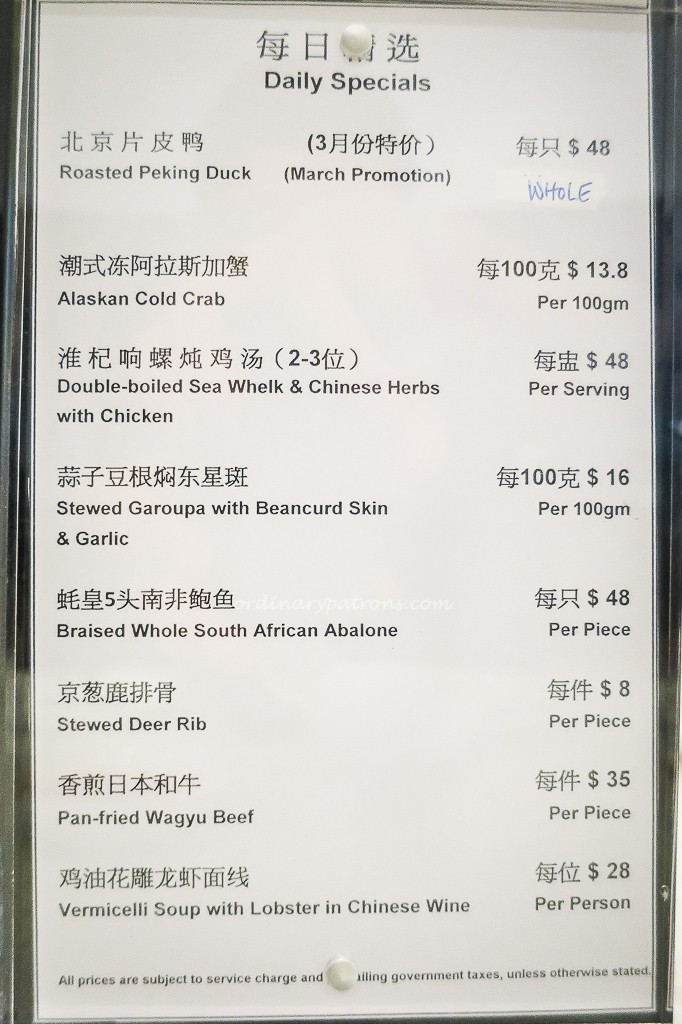 每日 选
Daily Specials
北京片皮鸭 (3月份特价) 每只 $ 48
Roasted Peking Duck (March Promotion)
WHOLE
潮式冻阿拉斯加蟹 每100克 $ 13.8
Alaskan Cold Crab Per 100gm
淮杞响螺炖鸡汤 (2-3位) 每盅 $ 48
Double-boiled Sea Whelk & Chinese Herbs Per Serving
with Chicken
蒜子豆根焖东星斑 每100克 $ 16
Stewed Garoupa with Beancurd Skin Per 100gm
& Garlic
蚝皇5头南非鲍鱼 每只 $ 48
ordinarypatrons.com
Braised Whole South African Abalone Per Piece
京葱鹿排骨 每件 $ 8
Stewed Deer Rib Per Piece
香煎日本和牛 每件 $ 35
Pan-fried Wagyu Beef Per Piece
鸡油花雕龙虾面线 每位 $ 28
Vermicelli Soup with Lobster in Chinese Wine Per Person
All prices are subject to service charge and iling government taxes, unless otherwise stated.